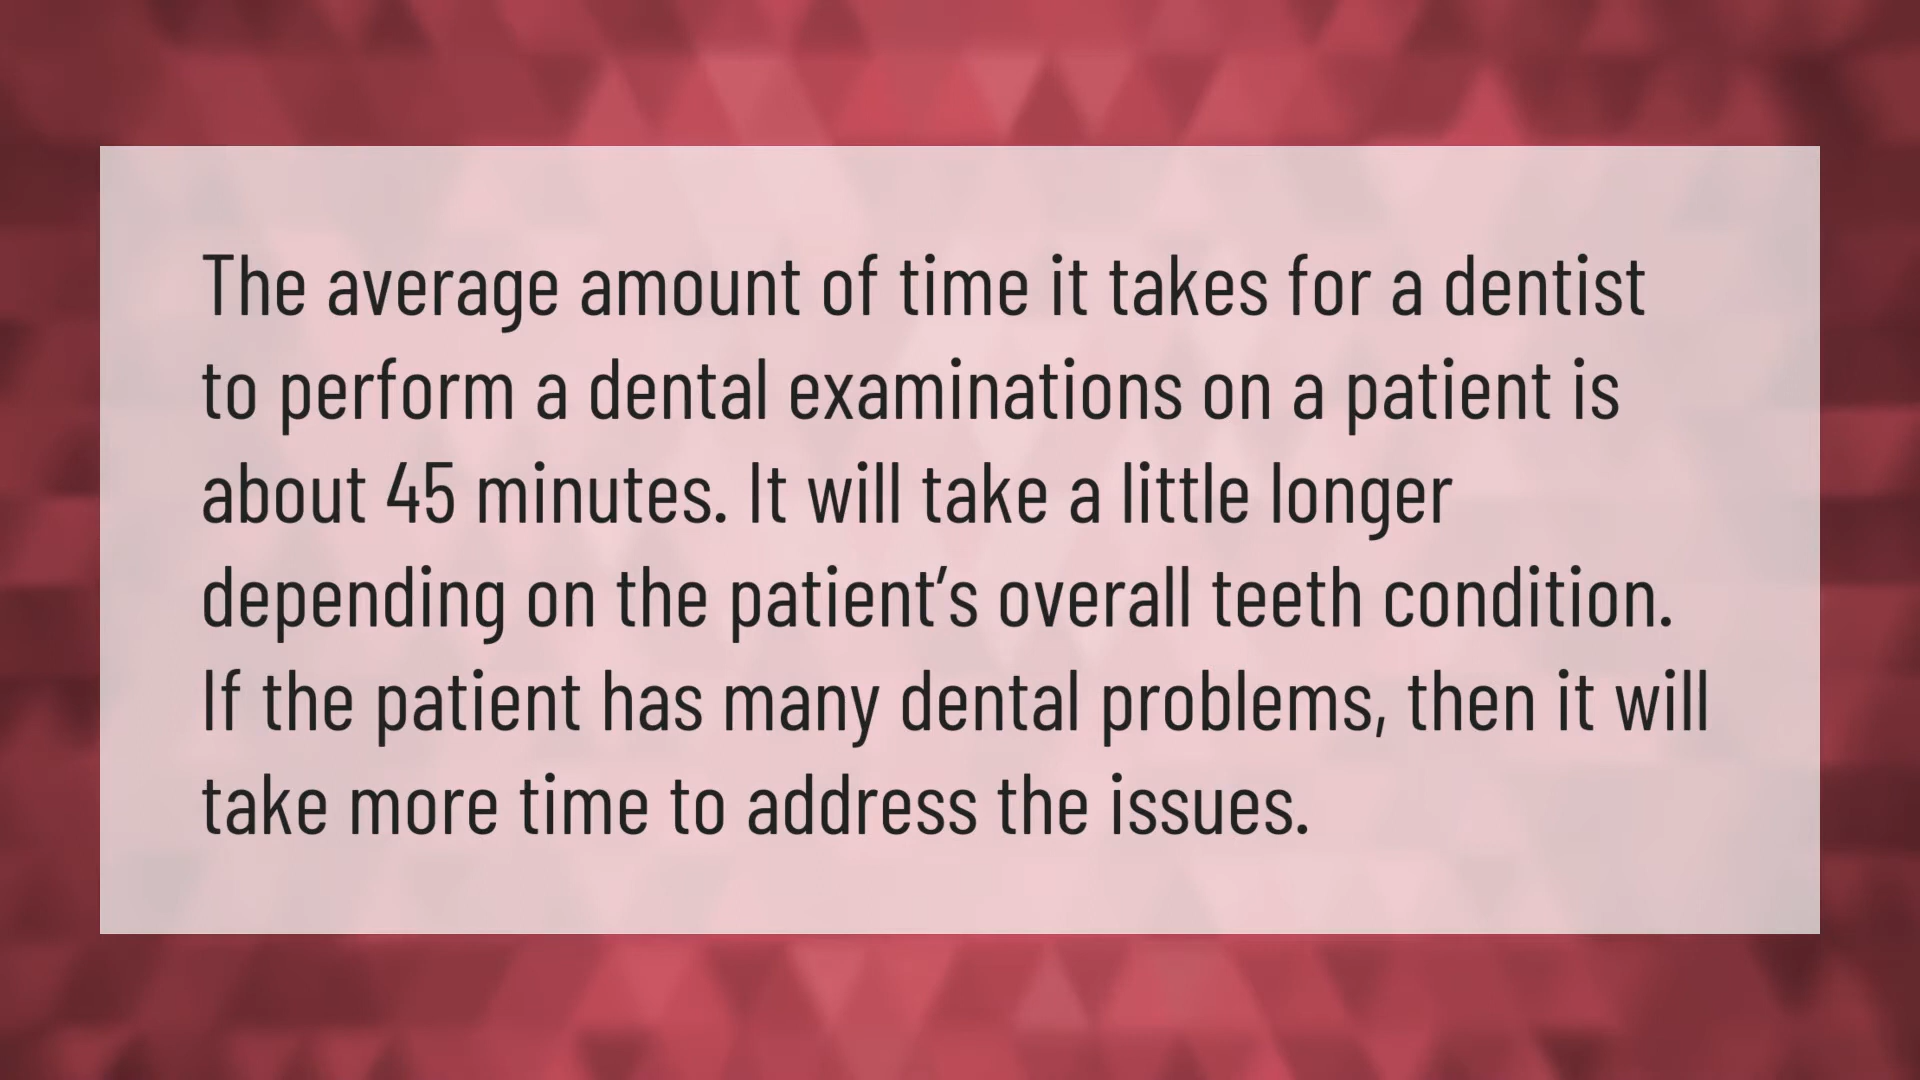 The average amount of time it takes for a dentist
to perform a dental examinations on a patient is
about 45 minutes. It will take a little longer
depending on the patient’s overall teeth condition.
If the patient has many dental problems, then it will
take more time to address the issues.